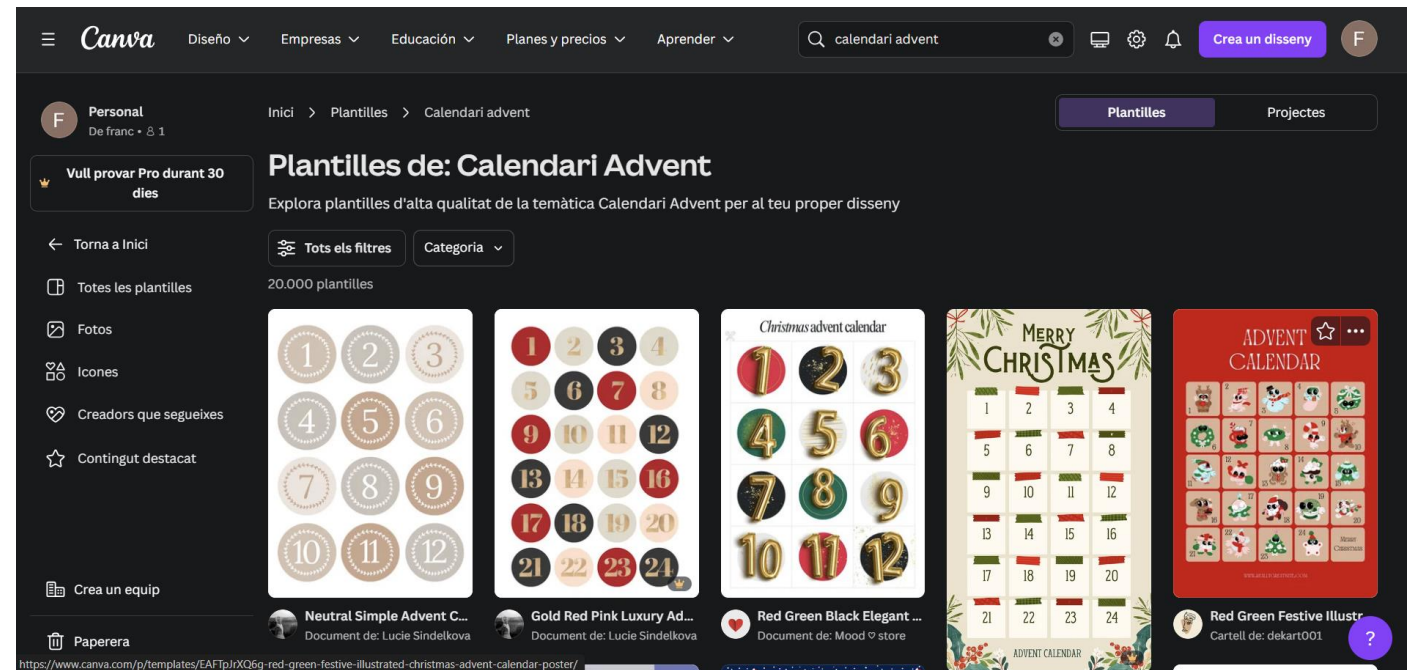 Canva
Diseño
Empresas
Educación
Planes y precios
Aprender
calendari advent
Crea un disseny
F
F
Personal
De franc • 1
Vull provar Pro durant 30
dies
Torna a Inici
Totes les plantilles
Fotos
Icones
Creadors que segueixes
Contingut destacat
Crea un equip
Paperera
Inici > Plantilles > Calendari advent
Plantilles
Projectes
Plantilles de: Calendari Advent
Explora plantilles d'alta qualitat de la temàtica Calendari Advent per al teu proper disseny
Tots els filtres
Categoria
20.000 plantilles
1 2 3
4 5 6
7 8 9
10 11 12
Neutral Simple Advent C...
Document de: Lucie Sindelkova
1 2 3 4
5 6 7 8
9 10 11 12
13 14 15 16
17 18 19 20
21 22 23 24
Gold Red Pink Luxury Ad...
Document de: Lucie Sindelkova
Christmas advent calendar
1 2 3
4 5 6
7 8 9
10 11 12
Red Green Black Elegant ...
Document de: Mood ♡ store
MERRY
CHRISTMAS
1 2 3 4
5 6 7 8
9 10 11 12
13 14 15 16
17 18 19 20
21 22 23 24
ADVENT CALENDAR
ADVENT
CALENDAR
Merry
Christmas
Red Green Festive Illustr...
Cartell de: dekart001
?
https://www.canva.com/p/templates/EAFTpJrXQ6g-red-green-festive-illustrated-christmas-advent-calendar-poster/